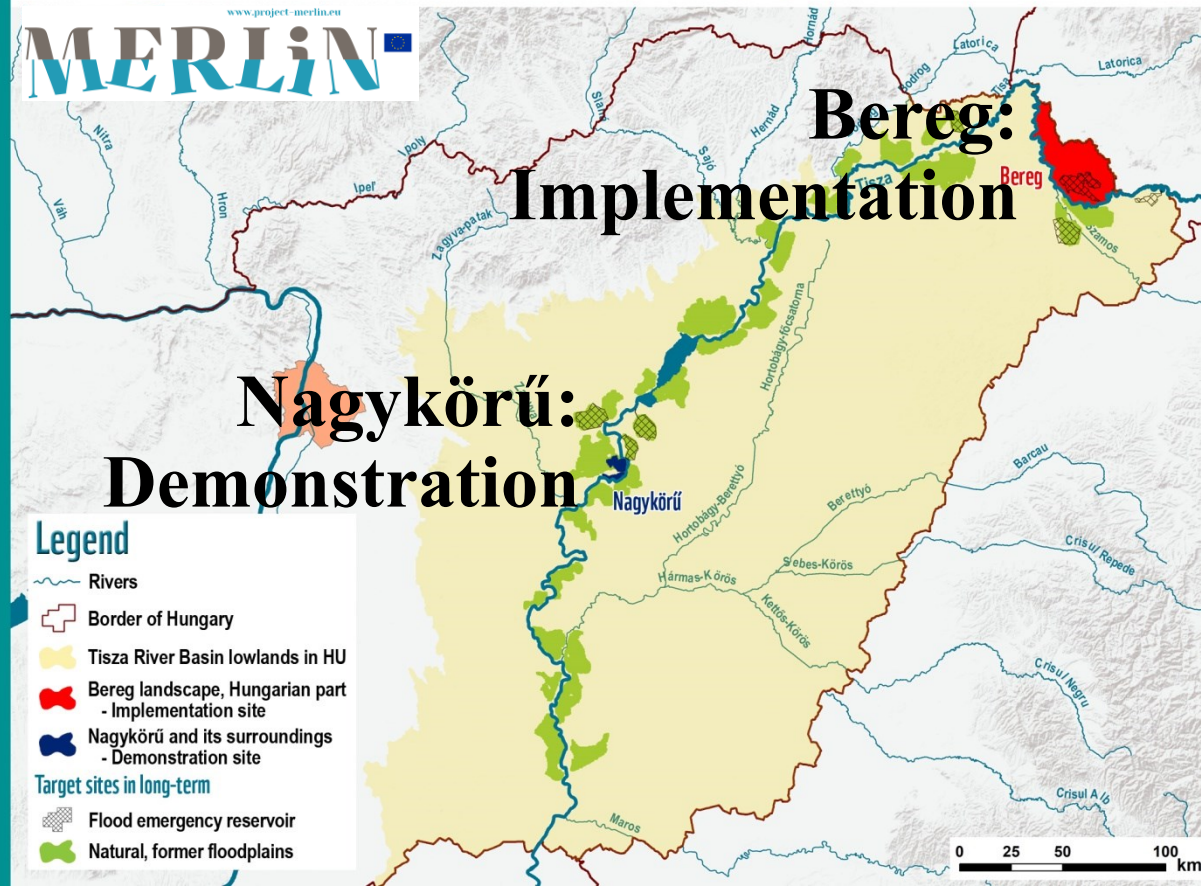 www.project-merlin.eu
MERLiN
Bereg:
Implementation
Nagykörű:
Demonstration
Hornád
Latorica
Latorica
Bodrog
Tisa
Slaná
Hernád
Sajó
Ipoly
Ipeľ
Nitra
Váh
Hron
Zagyva-patak
Tisza
Bereg
Szamos
Hortobágy-főcsatorna
Nagykörű
Hortobágy-Berettyó
Berettyó
Barcau
Sebes-Körös
Crisul Repede
Hármas-Körös
Kettős-Körös
Crisul Negru
Crisul Alb
Maros
Legend
Rivers
Border of Hungary
Tisza River Basin lowlands in HU
Bereg landscape, Hungarian part
- Implementation site
Nagykörű and its surroundings
- Demonstration site
Target sites in long-term
Flood emergency reservoir
Natural, former floodplains
0 25 50 100
km